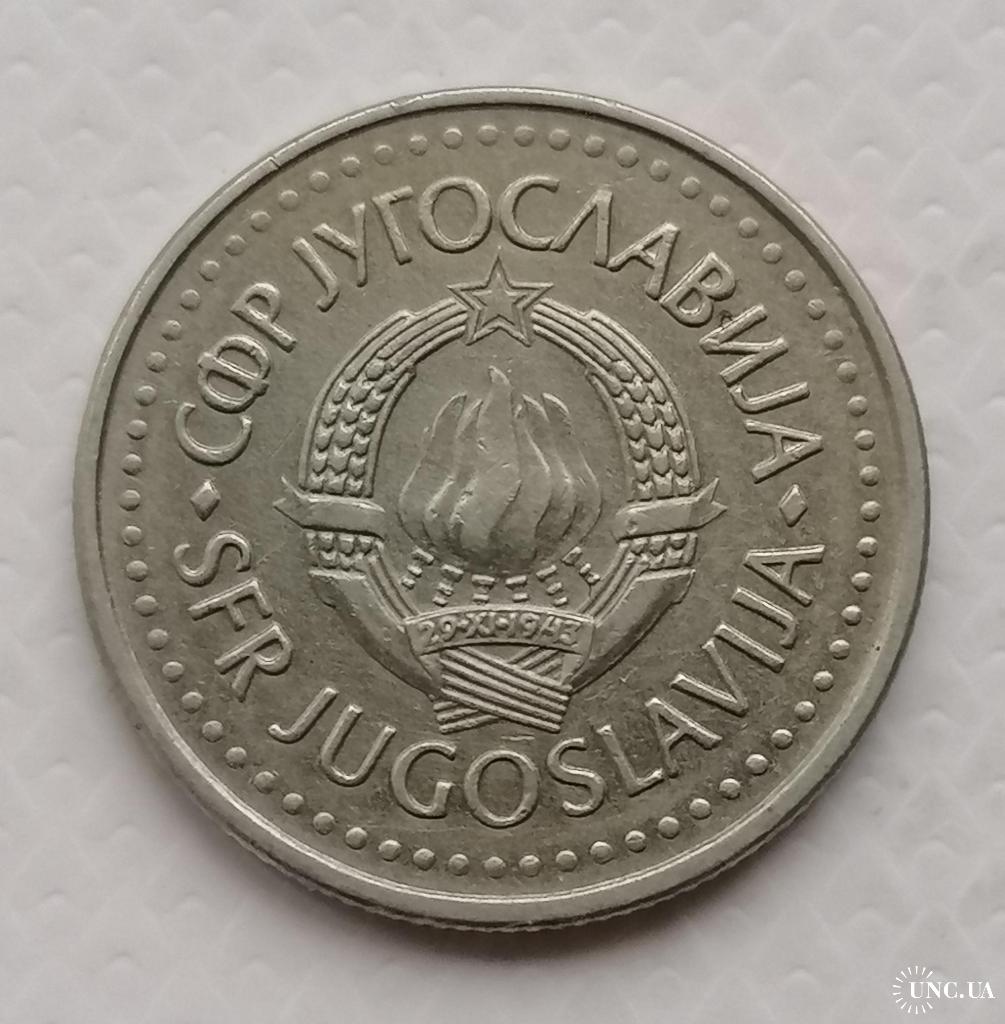 СФР ЈУГОСЛАВИЈА
29·XI·1943
SFR JUGOSLAVIJA
UNC.UA